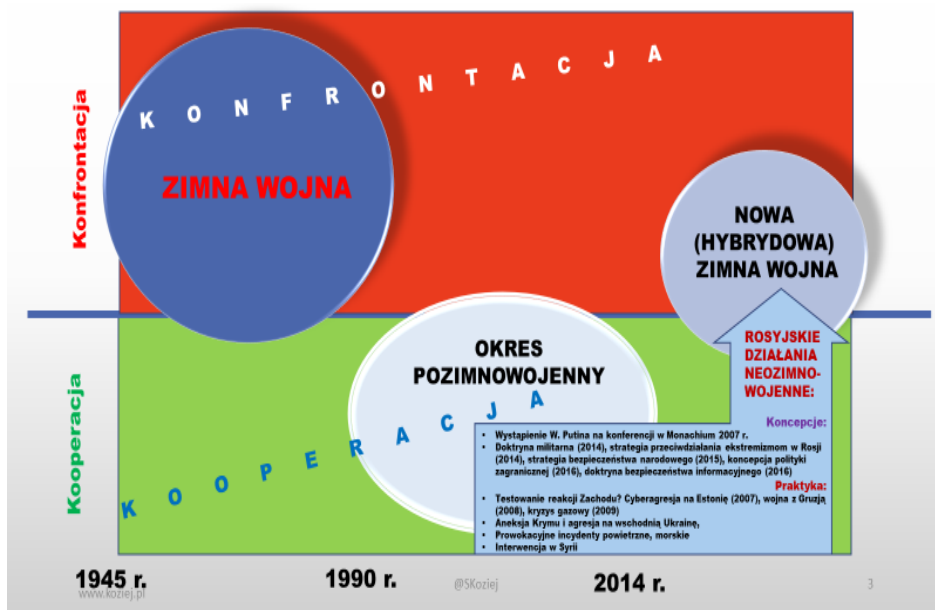 Konfrontacja
KONFRONTACJA
ZIMNA WOJNA
NOWA
(HYBRYDOWA)
ZIMNA WOJNA
Kooperacja
KOOPERACJA
OKRES
POZIMNOWOJENNY
ROSYJSKIE
DZIAŁANIA
NEOZIMNO-
WOJENNE:
Koncepcje:
• Wystąpienie W. Putina na konferencji w Monachium 2007 r.
• Doktryna militarna (2014), strategia przeciwdziałania ekstremizmom w Rosji
(2014), strategia bezpieczeństwa narodowego (2015), koncepcja polityki
zagranicznej (2016), doktryna bezpieczeństwa informacyjnego (2016)
Praktyka:
• Testowanie reakcji Zachodu? Cyberagresja na Estonię (2007), wojna z Gruzją
(2008), kryzys gazowy (2009)
• Aneksja Krymu i agresja na wschodnią Ukrainę,
• Prowokacyjne incydenty powietrzne, morskie
• Interwencja w Syrii
1945 r.
1990 r.
2014 r.
www.koziej.pl
@SKoziej
3